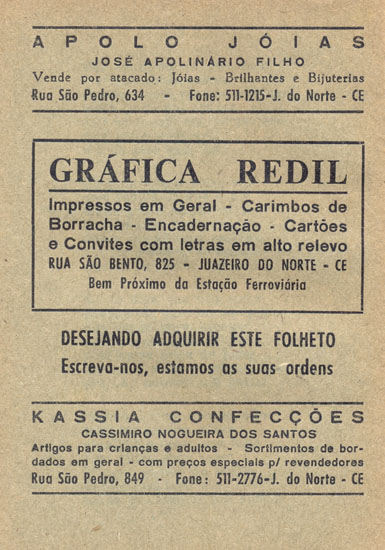 APOLO JÓIAS
JOSÉ APOLINÁRIO FILHO
Vende por atacado: Jóias - Brilhantes e Bijuterias
Rua São Pedro, 634 - Fone: 511-1215-J. do Norte - CE
GRÁFICA REDIL
Impressos em Geral - Carimbos de
Borracha - Encadernação - Cartões
e Convites com letras em alto relevo
RUA SÃO BENTO, 825 - JUAZEIRO DO NORTE - CE
Bem Próximo da Estação Ferroviária
DESEJANDO ADQUIRIR ESTE FOLHETO
Escreva-nos, estamos as suas ordens
KASSIA CONFECÇÕES
CASSIMIRO NOGUEIRA DOS SANTOS
Artigos para crianças e adultos - Sortimentos de bor-
dados em geral - com preços especiais p/ revendedores
Rua São Pedro, 849 - Fone: 511-2776-J. do Norte - CE